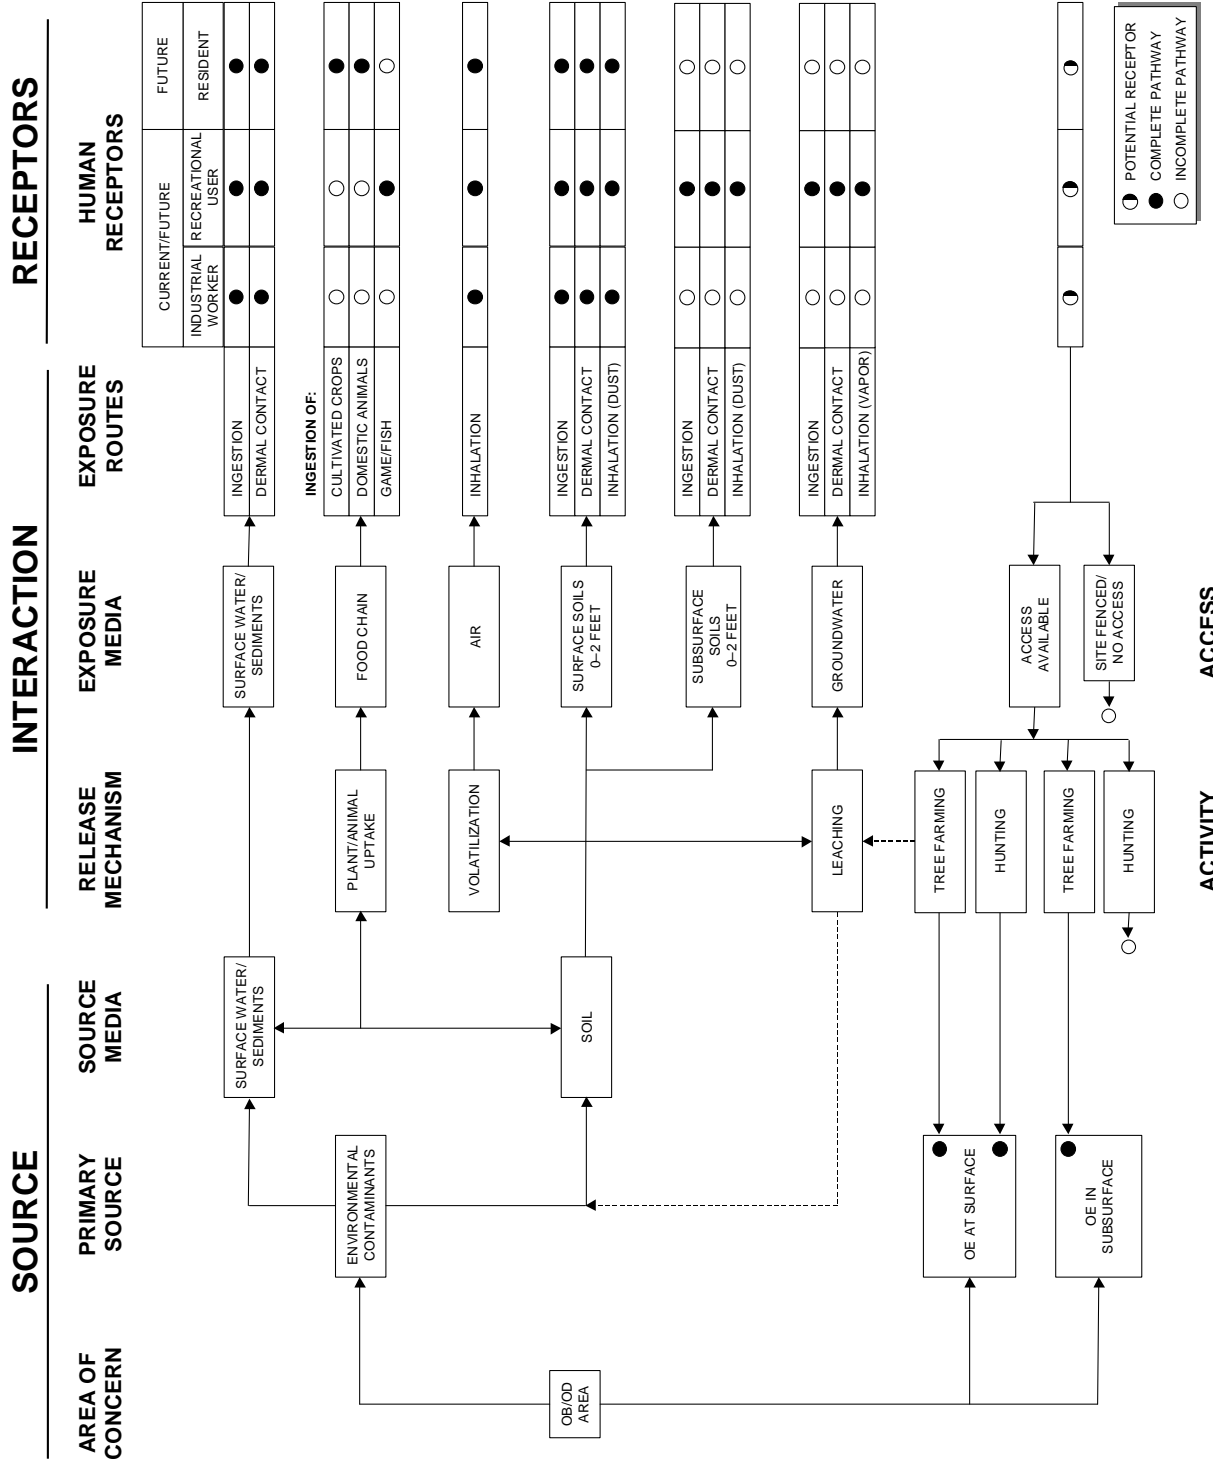 SOURCE
INTERACTION
RECEPTORS
AREA OF
CONCERN
PRIMARY
SOURCE
SOURCE
MEDIA
RELEASE
MECHANISM
EXPOSURE
MEDIA
EXPOSURE
ROUTES
HUMAN
RECEPTORS
CURRENT/FUTURE
FUTURE
INDUSTRIAL
WORKER
RECREATIONAL
USER
RESIDENT
SURFACE WATER/
SEDIMENTS
SURFACE WATER/
SEDIMENTS
INGESTION
DERMAL CONTACT
INGESTION OF:
ENVIRONMENTAL
CONTAMINANTS
PLANT/ANIMAL
UPTAKE
FOOD CHAIN
CULTIVATED CROPS
DOMESTIC ANIMALS
GAME/FISH
VOLATILIZATION
AIR
INHALATION
OB/OD
AREA
SOIL
SURFACE SOILS
0–2 FEET
INGESTION
DERMAL CONTACT
INHALATION (DUST)
SUBSURFACE
SOILS
0–2 FEET
INGESTION
DERMAL CONTACT
INHALATION (DUST)
LEACHING
GROUNDWATER
INGESTION
DERMAL CONTACT
INHALATION (VAPOR)
OE AT SURFACE
TREE FARMING
HUNTING
ACCESS
AVAILABLE
OE IN
SUBSURFACE
TREE FARMING
HUNTING
SITE FENCED/
NO ACCESS
POTENTIAL RECEPTOR
COMPLETE PATHWAY
INCOMPLETE PATHWAY
ACTIVITY
ACCESS